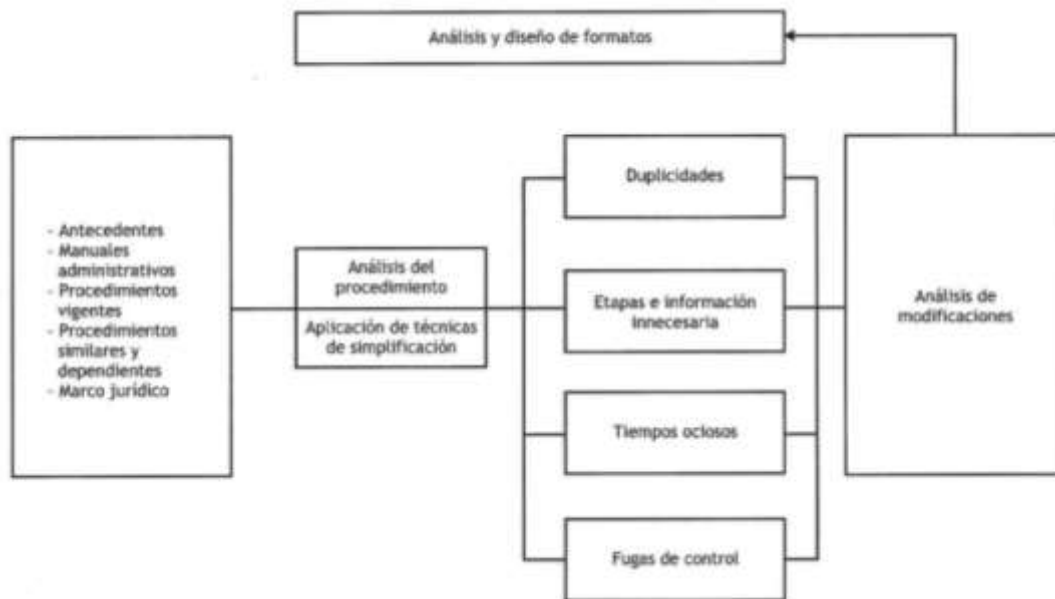 Análisis y diseño de formatos
- Antecedentes
- Manuales
administrativos
- Procedimientos
vigentes
- Procedimientos
similares y
dependientes
- Marco jurídico
Análisis del
procedimiento
Aplicación de técnicas
de simplificación
Duplicidades
Etapas e información
innecesaria
Tiempos ociosos
Fugas de control
Análisis de
modificaciones